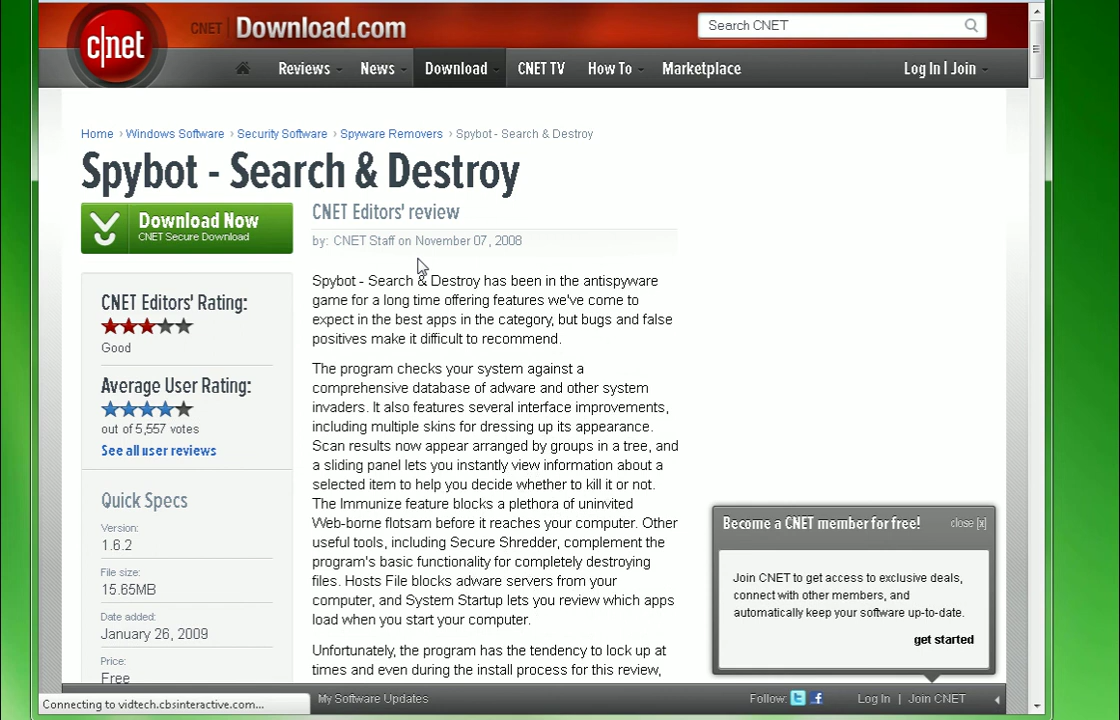 c|net
CNET Download.com
Search CNET
Reviews News Download CNET TV How To Marketplace Log In | Join
Home › Windows Software › Security Software › Spyware Removers › Spybot - Search & Destroy
Spybot - Search & Destroy
Download Now
CNET Secure Download
CNET Editors' Rating:
Good
Average User Rating:
out of 5,557 votes
See all user reviews
Quick Specs
Version:
1.6.2
File size:
15.65MB
Date added:
January 26, 2009
Price:
Free
CNET Editors' review
by: CNET Staff on November 07, 2008
Spybot - Search & Destroy has been in the antispyware
game for a long time offering features we've come to
expect in the best apps in the category, but bugs and false
positives make it difficult to recommend.
The program checks your system against a
comprehensive database of adware and other system
invaders. It also features several interface improvements,
including multiple skins for dressing up its appearance.
Scan results now appear arranged by groups in a tree, and
a sliding panel lets you instantly view information about a
selected item to help you decide whether to kill it or not.
The Immunize feature blocks a plethora of uninvited
Web-borne flotsam before it reaches your computer. Other
useful tools, including Secure Shredder, complement the
program's basic functionality for completely destroying
files. Hosts File blocks adware servers from your
computer, and System Startup lets you review which apps
load when you start your computer.
Unfortunately, the program has the tendency to lock up at
times and even during the install process for this review,
Become a CNET member for free! close [x]
Join CNET to get access to exclusive deals,
connect with other members, and
automatically keep your software up-to-date.
get started
Connecting to vidtech.cbsinteractive.com...
My Software Updates
Follow: Log In | Join CNET